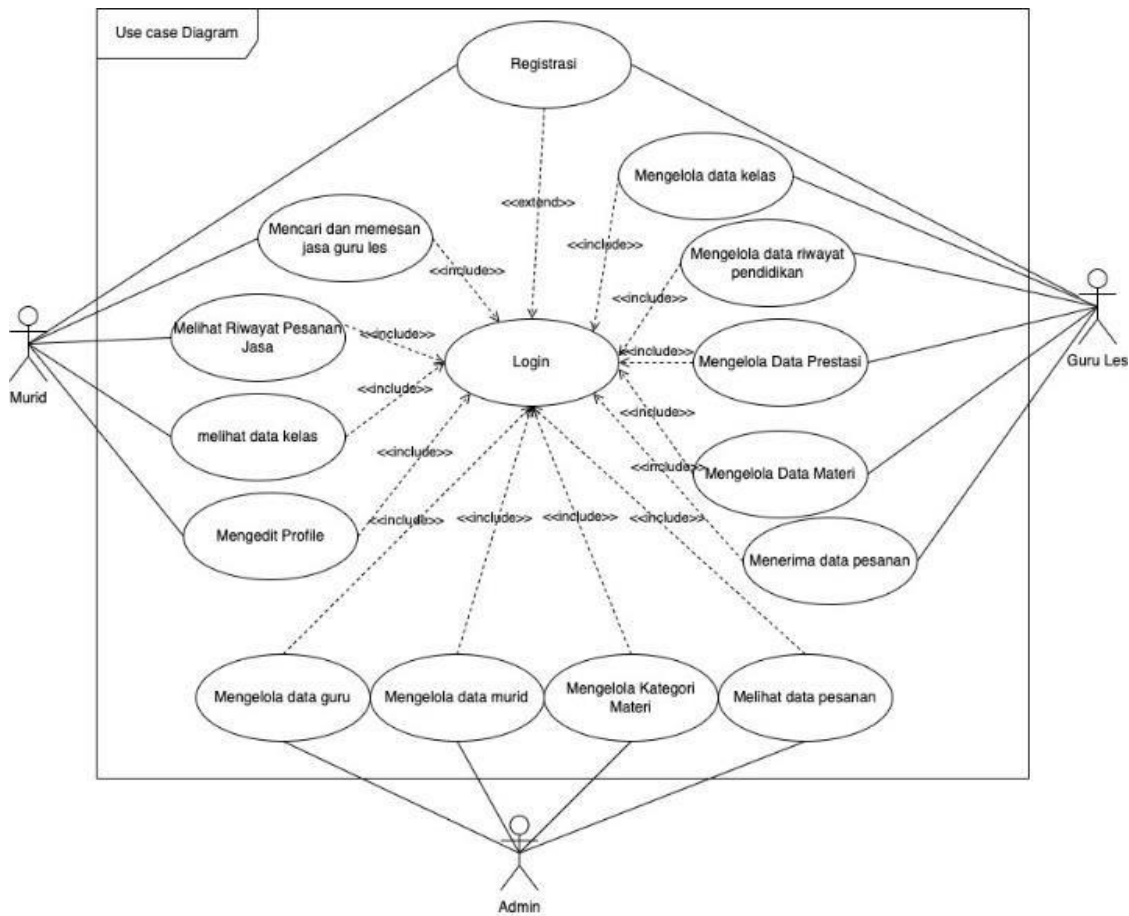 Use case Diagram
Registrasi
Mengelola data kelas
<<extend>>
Mencari dan memesan
jasa guru les
<<include>>
Mengelola data riwayat
pendidikan
<<include>>
<<include>>
Melihat Riwayat Pesanan
Jasa
<<include>>
Login
<<include>>
Mengelola Data Prestasi
Murid
Guru Les
<<include>>
melihat data kelas
<<include>>
<<include>>
<<include>>
Mengelola Data Materi
Mengedit Profile
<<include>>
<<include>>
<<include>>
<<include>>
Menerima data pesanan
Mengelola data guru
Mengelola data murid
Mengelola Kategori
Materi
Melihat data pesanan
Admin